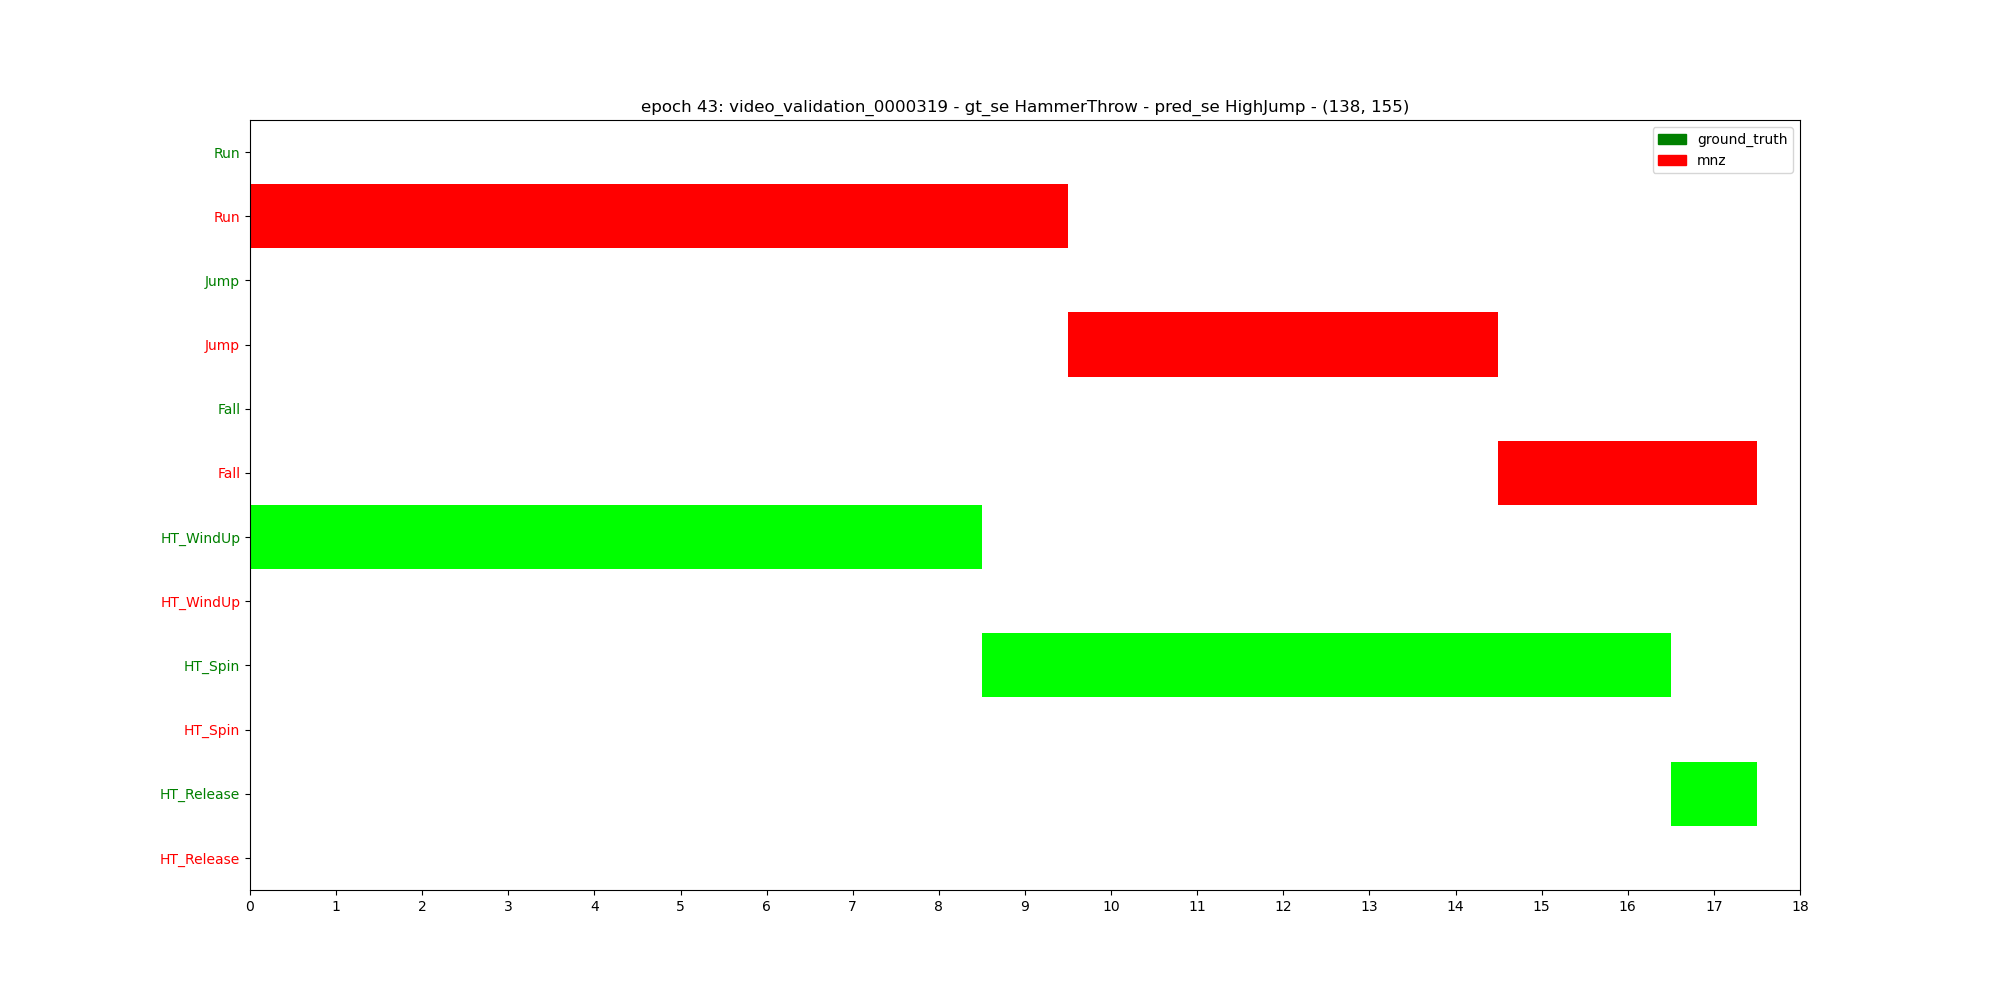 epoch 43: video_validation_0000319 - gt_se HammerThrow - pred_se HighJump - (138, 155)
ground_truth
mnz
Run
Run
Jump
Jump
Fall
Fall
HT_WindUp
HT_WindUp
HT_Spin
HT_Spin
HT_Release
HT_Release
0 1 2 3 4 5 6 7 8 9 10 11 12 13 14 15 16 17 18